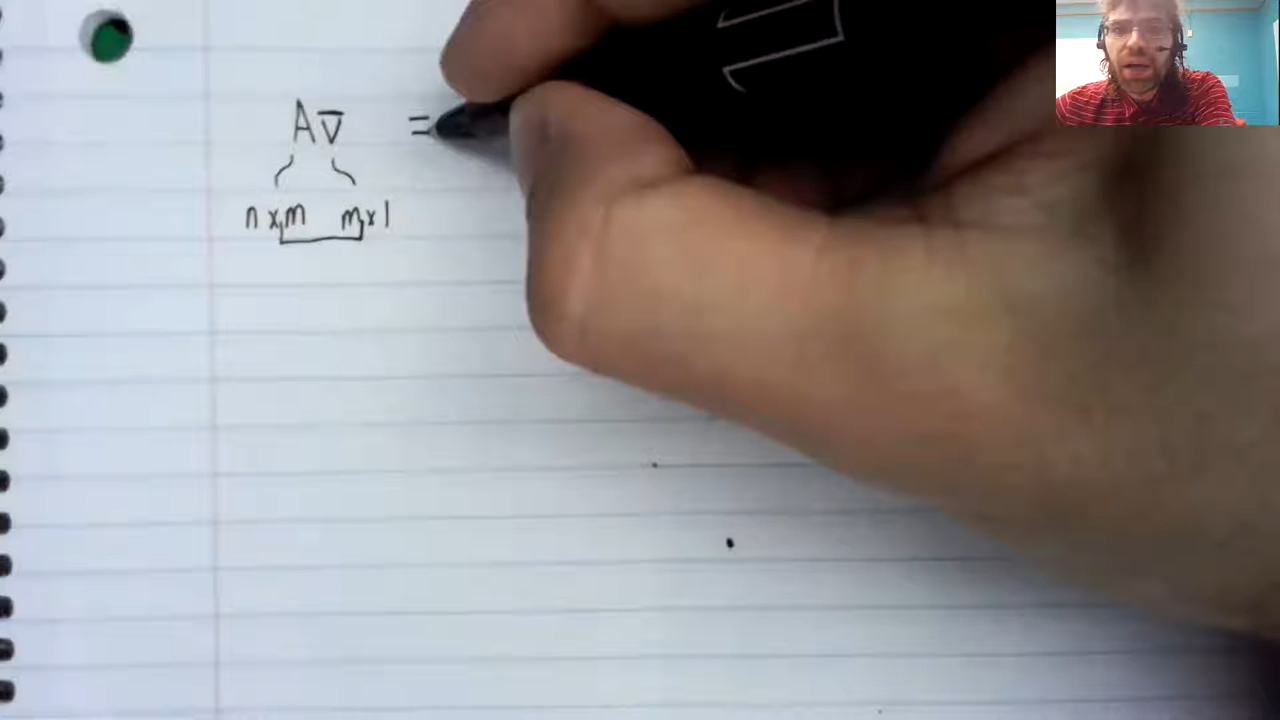 Av̅ =
n x m m x 1